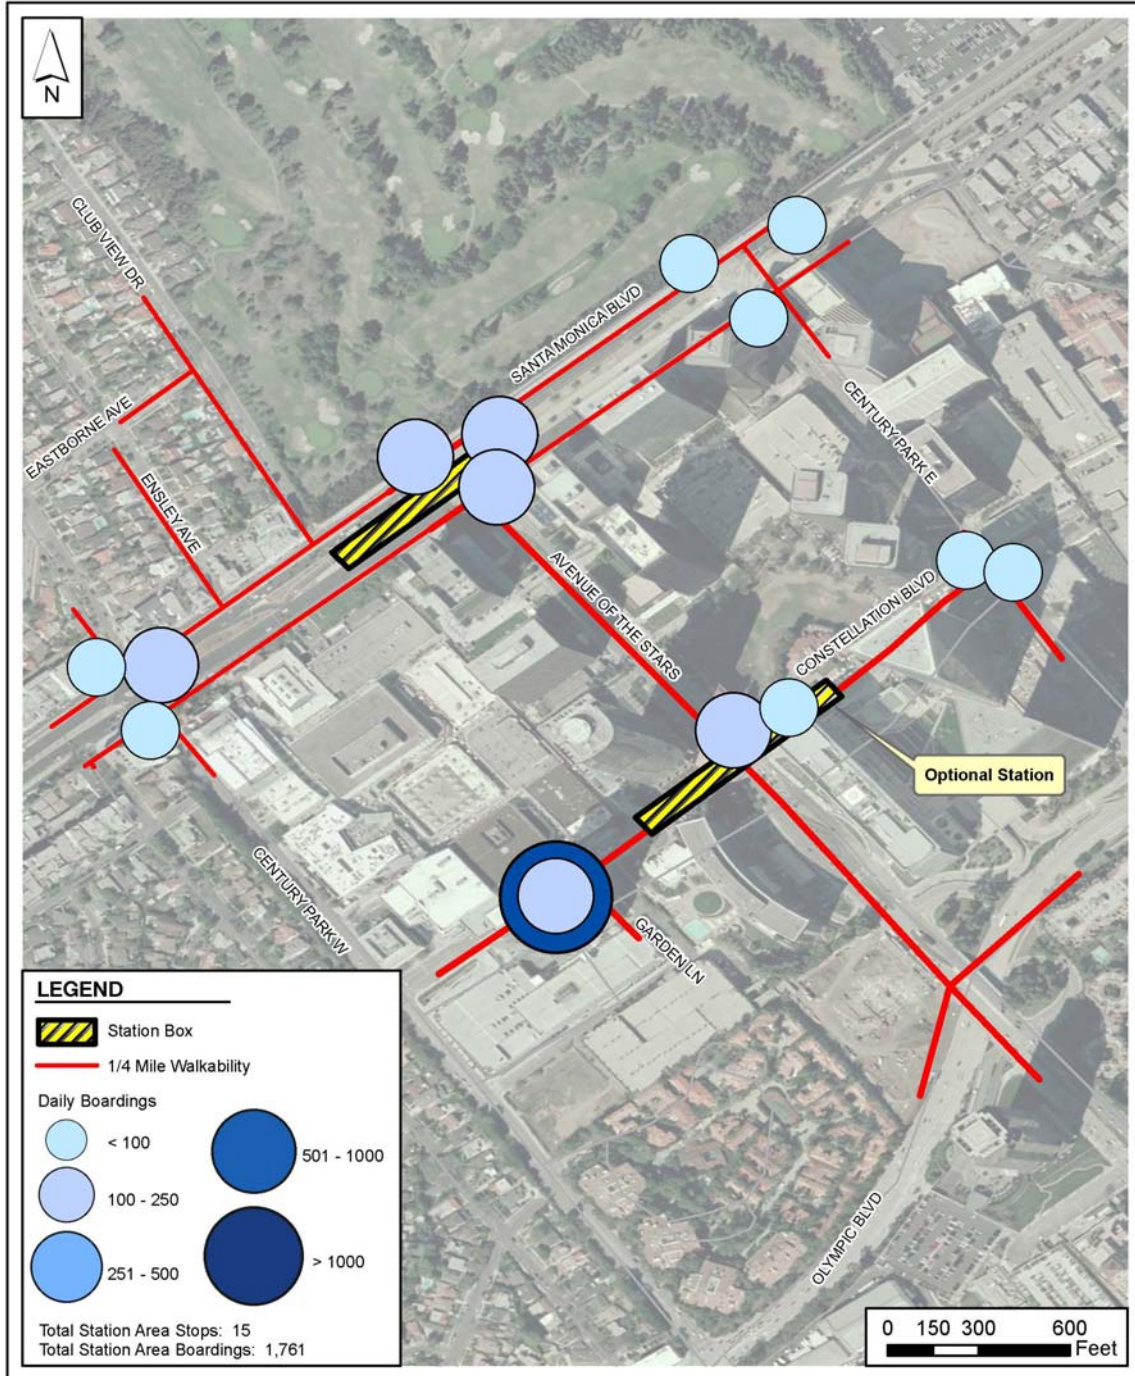 N
CLUB VIEW DR
SANTA MONICA BLVD
EASTBORNE AVE
ENSLEY AVE
CENTURY PARK E
AVENUE OF THE STARS
CONSTELLATION BLVD
Optional Station
CENTURY PARK W
GARDEN LN
OLYMPIC BLVD
LEGEND
Station Box
1/4 Mile Walkability
Daily Boardings
< 100
100 - 250
251 - 500
501 - 1000
> 1000
Total Station Area Stops: 15
Total Station Area Boardings: 1,761
0 150 300 600
Feet